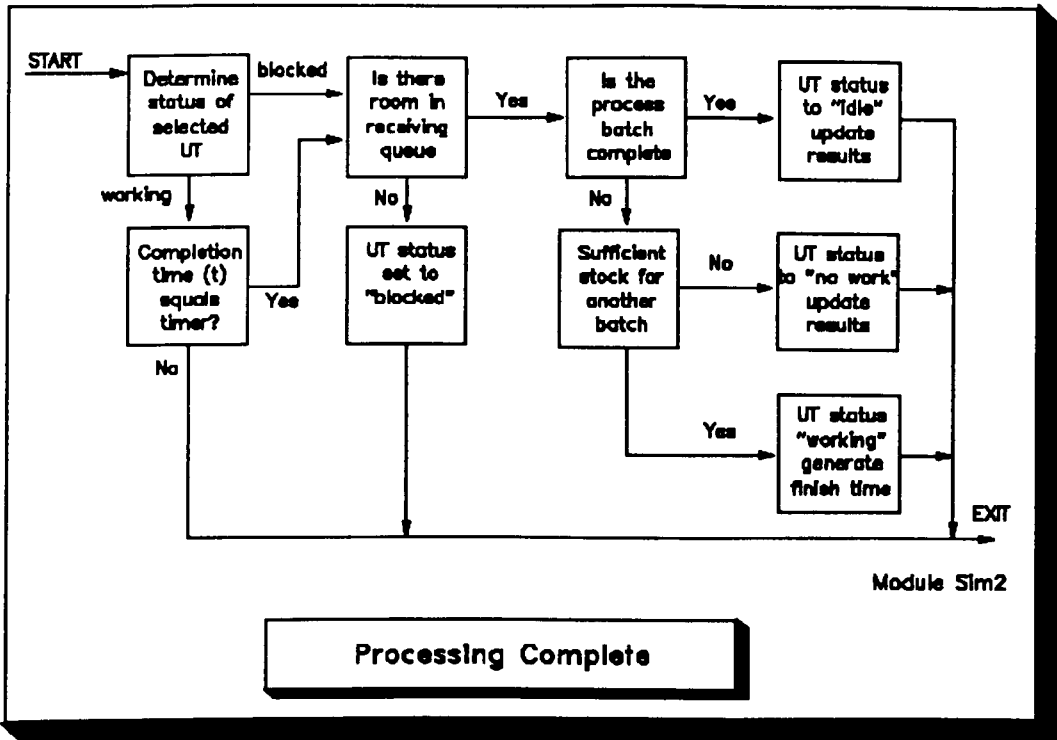 START
Determine
status of
selected
UT
blocked
Is there
room in
receiving
queue
Yes
Is the
process
batch
complete
Yes
UT status
to "idle"
update
results
working
No
No
Completion
time (t)
equals
timer?
Yes
UT status
set to
"blocked"
Sufficient
stock for
another
batch
No
UT status
to "no work"
update
results
No
Yes
UT status
"working"
generate
finish time
EXIT
Module Sim2
Processing Complete